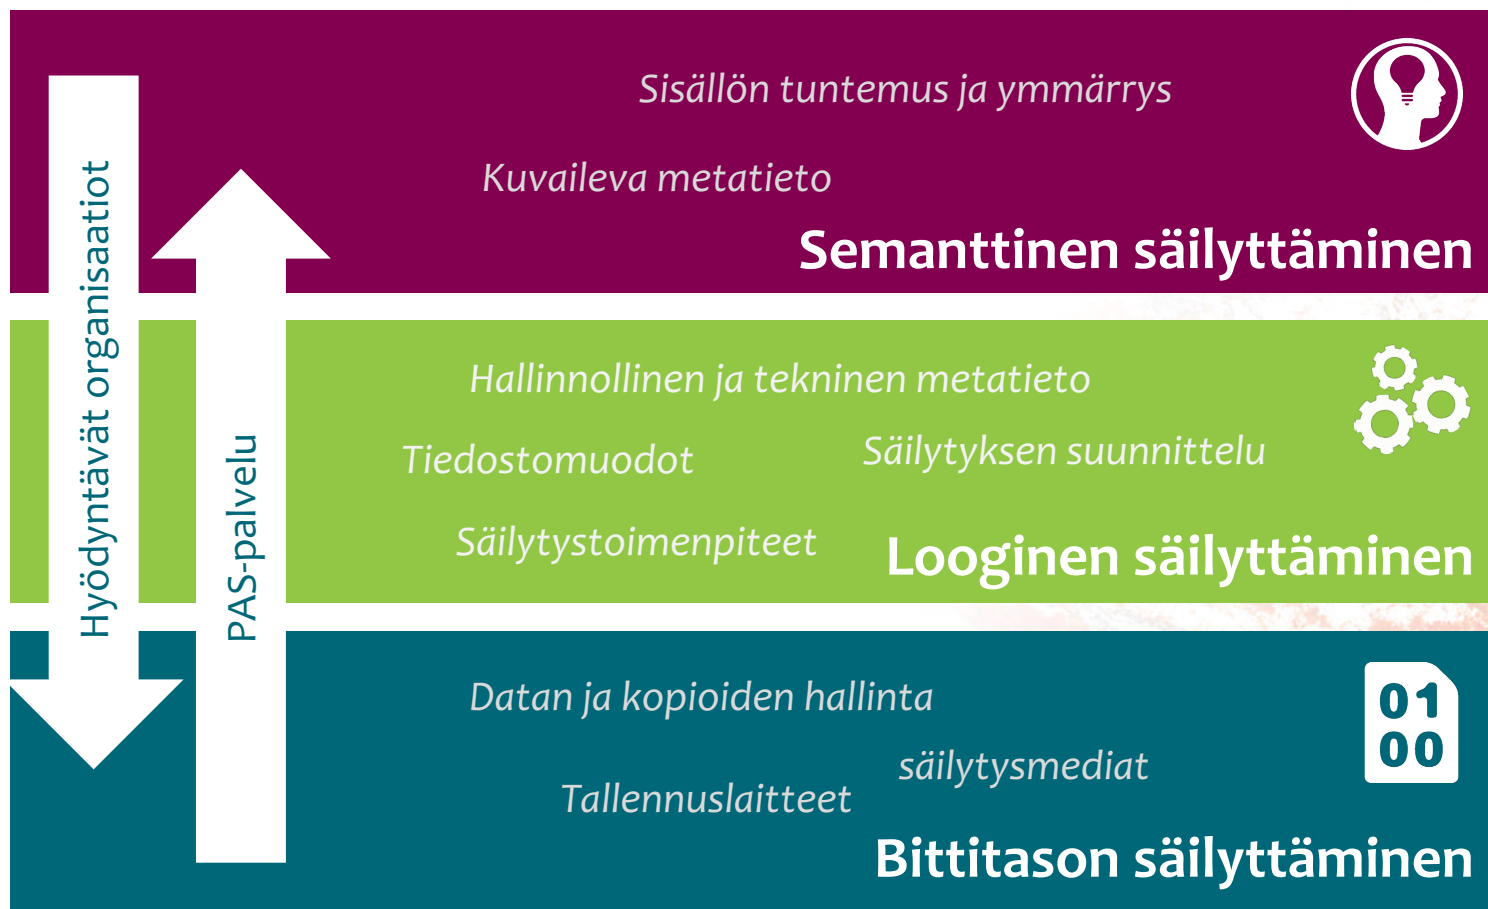 Sisällön tuntemus ja ymmärrys
Kuvaileva metatieto
Semanttinen säilyttäminen
Hyödyntävät organisaatiot
PAS-palvelu
Hallinnollinen ja tekninen metatieto
Tiedostomuodot
Säilytyksen suunnittelu
Säilytystoimenpiteet
Looginen säilyttäminen
Datan ja kopioiden hallinta
säilytysmediat
Tallennuslaitteet
Bittitason säilyttäminen
01
00